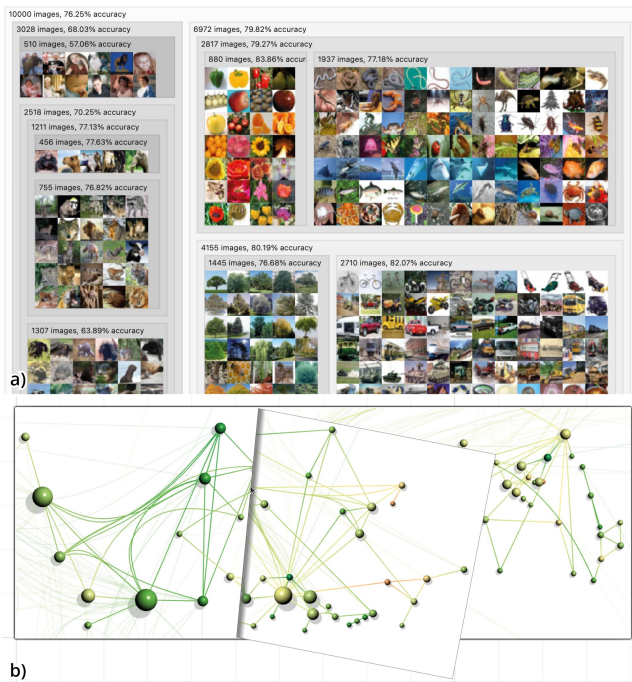 10000 images, 76.25% accuracy
3028 images, 68.03% accuracy
510 images, 57.06% accuracy
2518 images, 70.25% accuracy
1211 images, 77.13% accuracy
456 images, 77.63% accuracy
755 images, 76.82% accuracy
1307 images, 63.89% accuracy
6972 images, 79.82% accuracy
2817 images, 79.27% accuracy
880 images, 83.86% accur
1937 images, 77.18% accuracy
4155 images, 80.19% accuracy
1445 images, 76.68% accuracy
2710 images, 82.07% accuracy
a)
b)